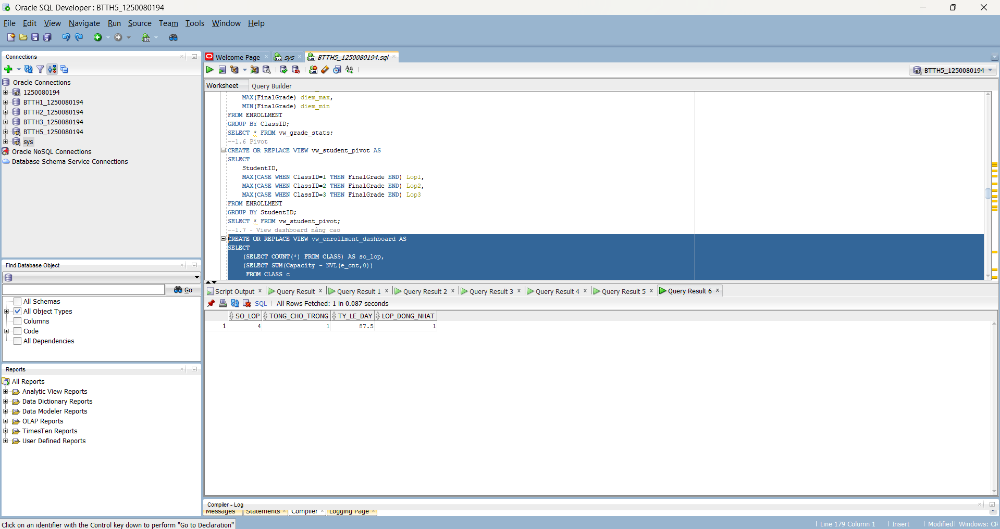 Oracle SQL Developer : BTTH5_1250080194
File Edit View Navigate Run Source Team Tools Window Help
Connections
Oracle Connections
1250080194
BTTH1_1250080194
BTTH2_1250080194
BTTH3_1250080194
BTTH5_1250080194
sys
Oracle NoSQL Connections
Database Schema Service Connections
Find Database Object
Go
All Schemas
All Object Types
Columns
Code
All Dependencies
Reports
All Reports
Analytic View Reports
Data Dictionary Reports
Data Modeler Reports
OLAP Reports
TimesTen Reports
User Defined Reports
Welcome Page sys BTTH5_1250080194.sql
BTTH5_1250080194
Worksheet Query Builder
MAX(FinalGrade) diem_max,
MIN(FinalGrade) diem_min
FROM ENROLLMENT
GROUP BY ClassID;
SELECT * FROM vw_grade_stats;
--1.6 Pivot
CREATE OR REPLACE VIEW vw_student_pivot AS
SELECT
StudentID,
MAX(CASE WHEN ClassID=1 THEN FinalGrade END) Lop1,
MAX(CASE WHEN ClassID=2 THEN FinalGrade END) Lop2,
MAX(CASE WHEN ClassID=3 THEN FinalGrade END) Lop3
FROM ENROLLMENT
GROUP BY StudentID;
SELECT * FROM vw_student_pivot;
--1.7 - View dashboard nâng cao
CREATE OR REPLACE VIEW vw_enrollment_dashboard AS
SELECT
(SELECT COUNT(*) FROM CLASS) AS so_lop,
(SELECT SUM(Capacity - NVL(e_cnt,0))
FROM CLASS c
Script Output Query Result Query Result 1 Query Result 2 Query Result 3 Query Result 4 Query Result 5 Query Result 6
SQL All Rows Fetched: 1 in 0.087 seconds
SO_LOP TONG_CHO_TRONG TY_LE_DAY LOP_DONG_NHAT
1 4 1 87.5 1
Compiler - Log
Messages Statements Compiler Logging Page
Click on an identifier with the Control key down to perform "Go to Declaration"
Line 179 Column 1 Insert Modified Windows: CR